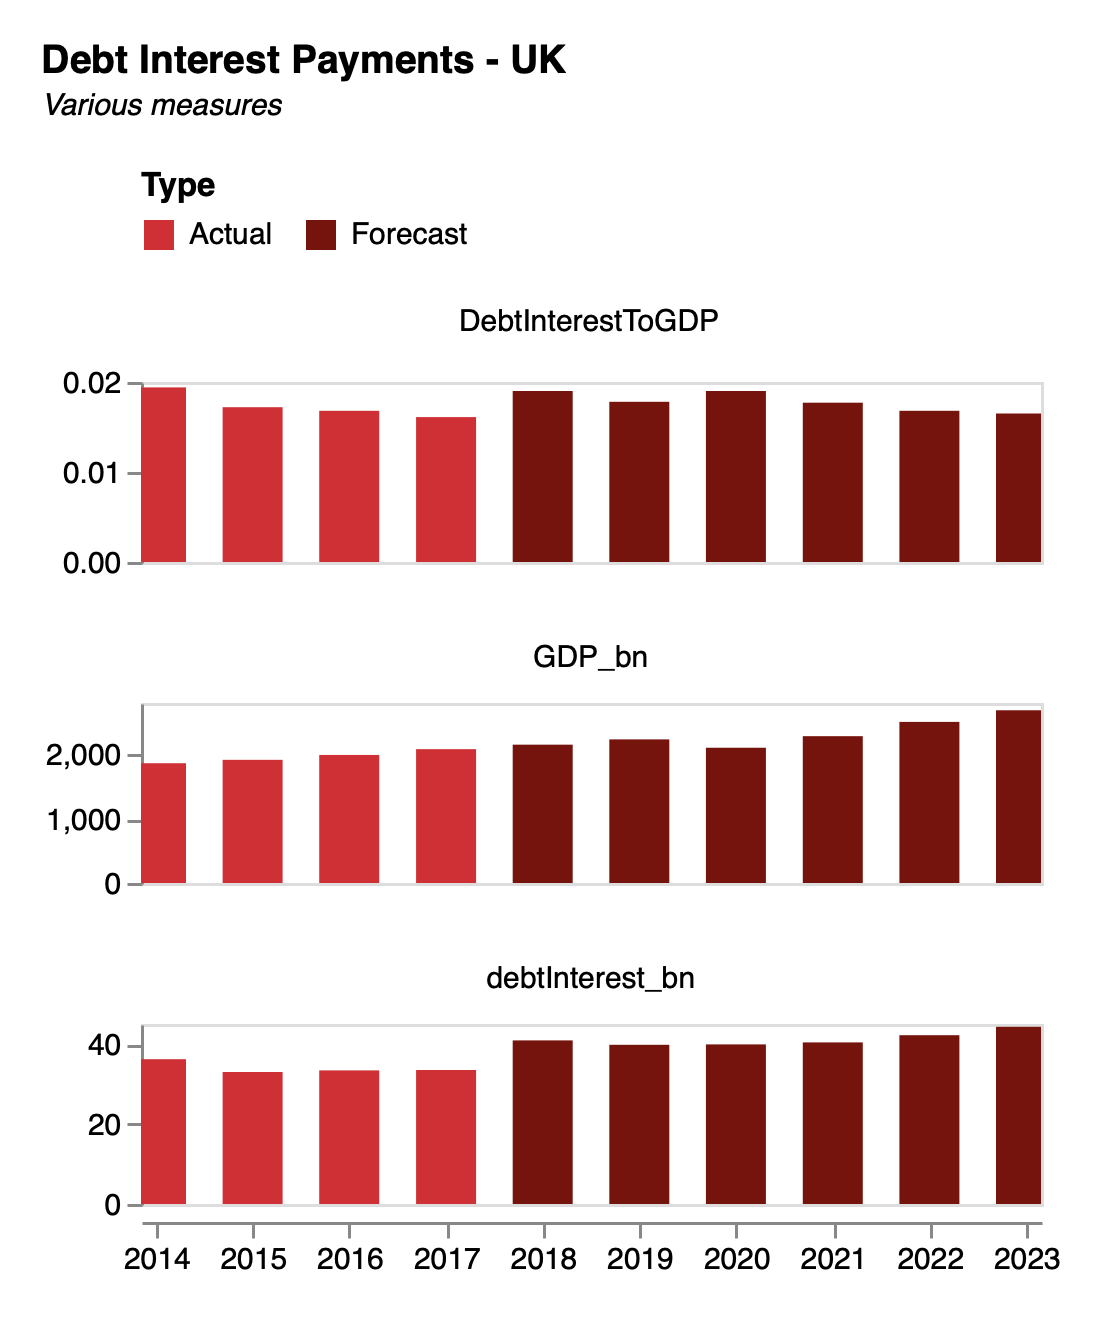 Debt Interest Payments - UK
Various measures
Type
Actual Forecast
DebtInterestToGDP
0.02
0.01
0.00
GDP_bn
2,000
1,000
0
debtInterest_bn
40
20
0
2014 2015 2016 2017 2018 2019 2020 2021 2022 2023